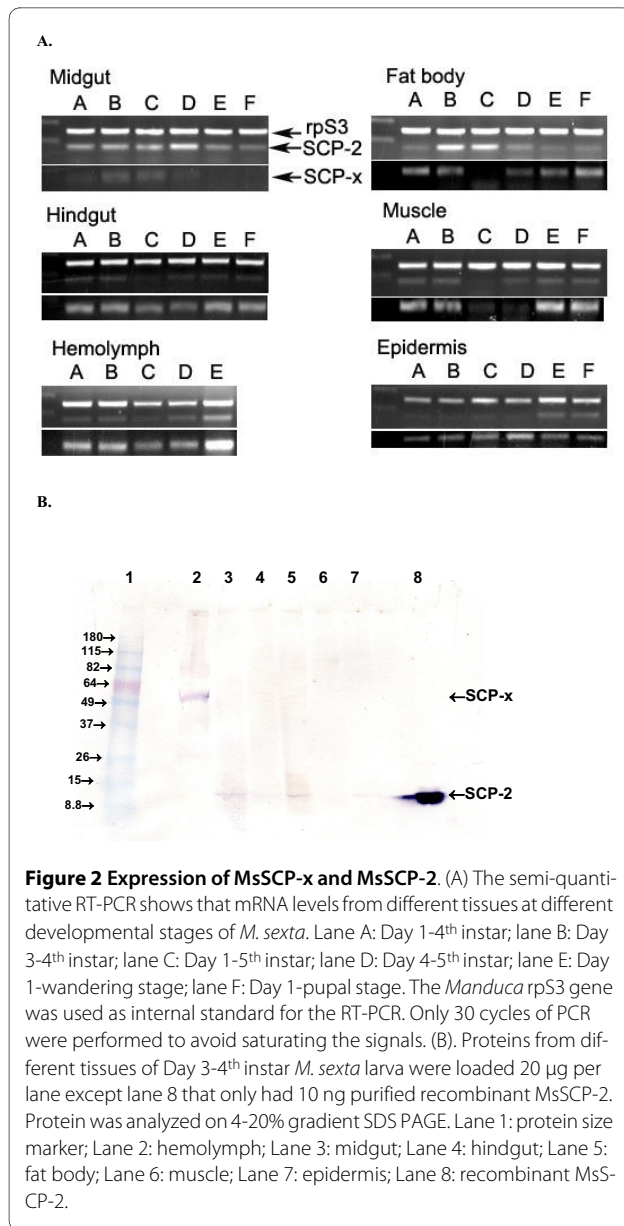 A.
Midgut
A B C D E F
rpS3
SCP-2
SCP-x
Fat body
A B C D E F
Hindgut
A B C D E F
Muscle
A B C D E F
Hemolymph
A B C D E
Epidermis
A B C D E F
B.
1 2 3 4 5 6 7 8
180→
115→
82→
64→
49→
37→
26→
15→
8.8→
←SCP-x
←SCP-2
Figure 2 Expression of MsSCP-x and MsSCP-2. (A) The semi-quanti-
tative RT-PCR shows that mRNA levels from different tissues at different
developmental stages of M. sexta. Lane A: Day 1-4th instar; lane B: Day
3-4th instar; lane C: Day 1-5th instar; lane D: Day 4-5th instar; lane E: Day
1-wandering stage; lane F: Day 1-pupal stage. The Manduca rpS3 gene
was used as internal standard for the RT-PCR. Only 30 cycles of PCR
were performed to avoid saturating the signals. (B). Proteins from dif-
ferent tissues of Day 3-4th instar M. sexta larva were loaded 20 μg per
lane except lane 8 that only had 10 ng purified recombinant MsSCP-2.
Protein was analyzed on 4-20% gradient SDS PAGE. Lane 1: protein size
marker; Lane 2: hemolymph; Lane 3: midgut; Lane 4: hindgut; Lane 5:
fat body; Lane 6: muscle; Lane 7: epidermis; Lane 8: recombinant MsS-
CP-2.